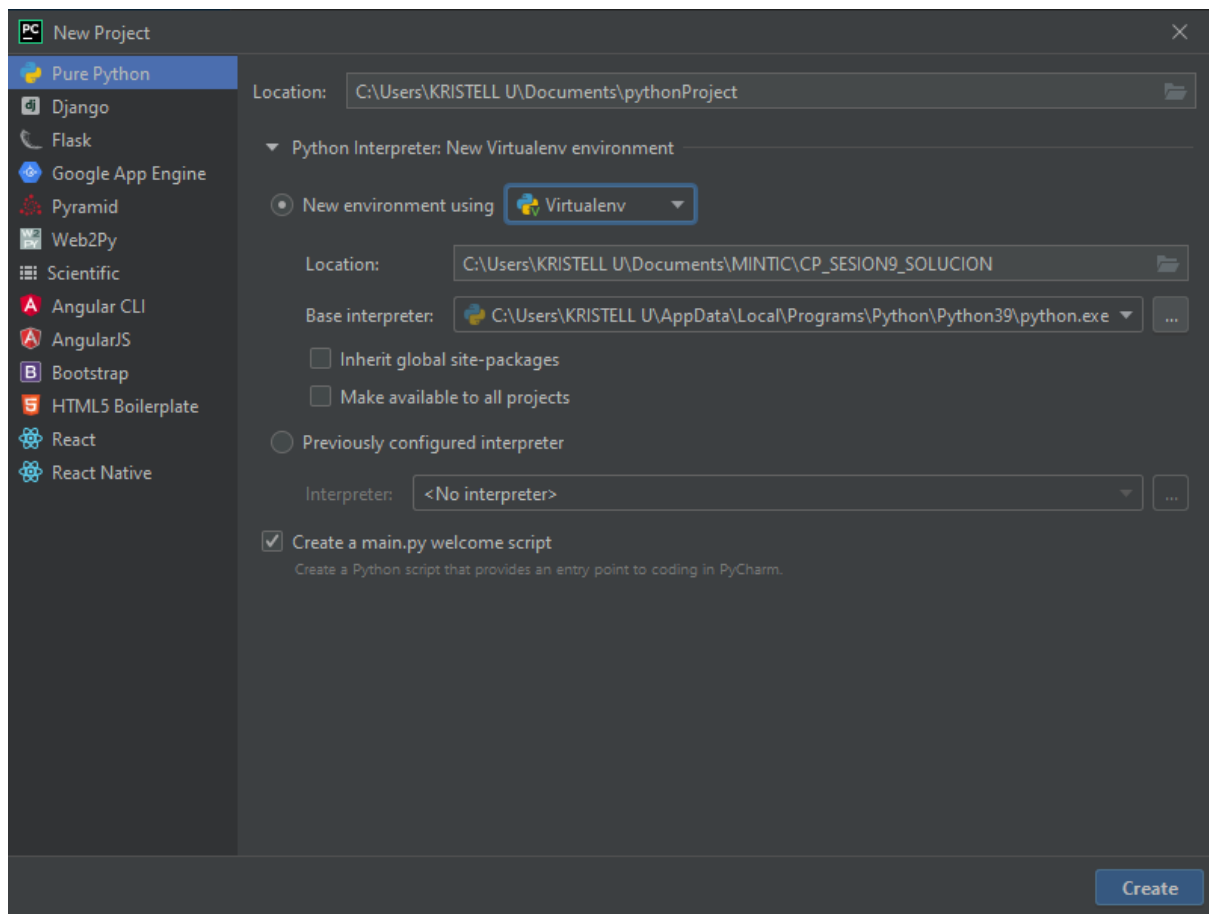 PC New Project
Pure Python
dj Django
Flask
Google App Engine
Pyramid
W2PY Web2Py
Scientific
A Angular CLI
A AngularJS
B Bootstrap
5 HTML5 Boilerplate
React
React Native
Location: C:\Users\KRISTELL U\Documents\pythonProject
Python Interpreter: New Virtualenv environment
New environment using V Virtualenv
Location: C:\Users\KRISTELL U\Documents\MINTIC\CP_SESION9_SOLUCION
Base interpreter: C:\Users\KRISTELL U\AppData\Local\Programs\Python\Python39\python.exe ...
Inherit global site-packages
Make available to all projects
Previously configured interpreter
Interpreter: <No interpreter> ...
Create a main.py welcome script
Create a Python script that provides an entry point to coding in PyCharm.
Create